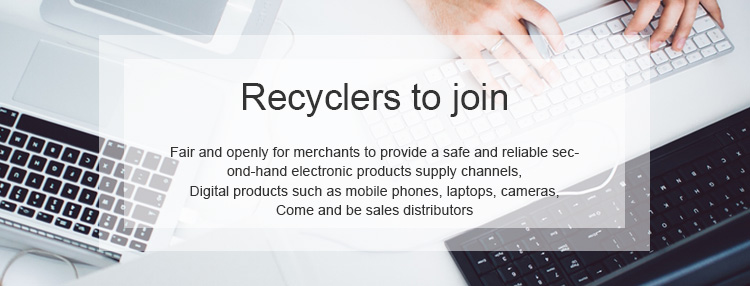 Recyclers to join
Fair and openly for merchants to provide a safe and reliable sec-
ond-hand electronic products supply channels,
Digital products such as mobile phones, laptops, cameras,
Come and be sales distributors